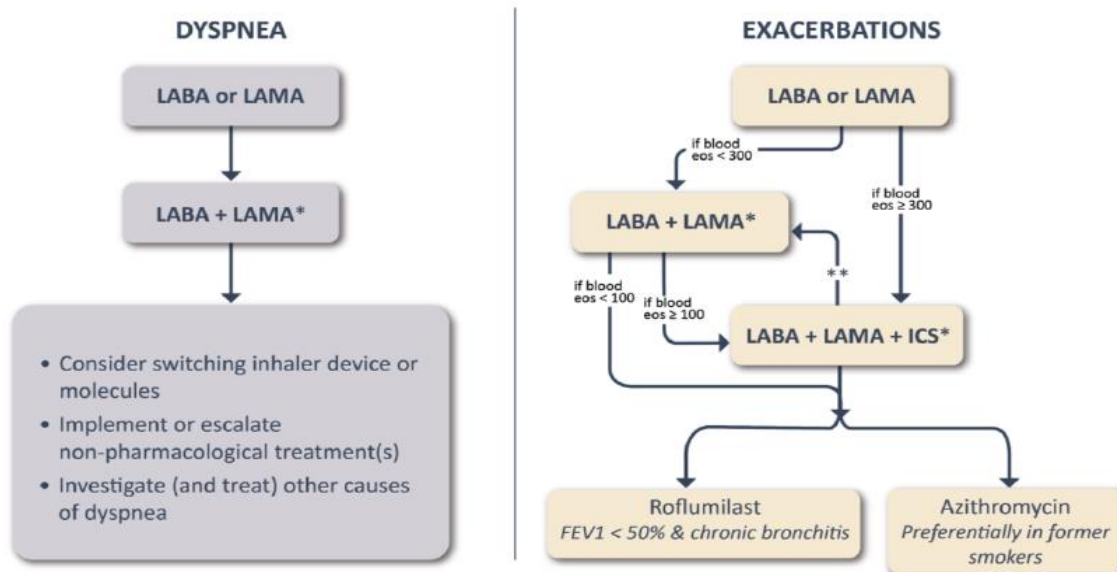 DYSPNEA
LABA or LAMA
LABA + LAMA*
• Consider switching inhaler device or
molecules
• Implement or escalate
non-pharmacological treatment(s)
• Investigate (and treat) other causes
of dyspnea
EXACERBATIONS
LABA or LAMA
if blood
eos < 300
if blood
eos ≥ 300
LABA + LAMA*
**
if blood
eos < 100
if blood
eos ≥ 100
LABA + LAMA + ICS*
Roflumilast
FEV1 < 50% & chronic bronchitis
Azithromycin
Preferentially in former
smokers